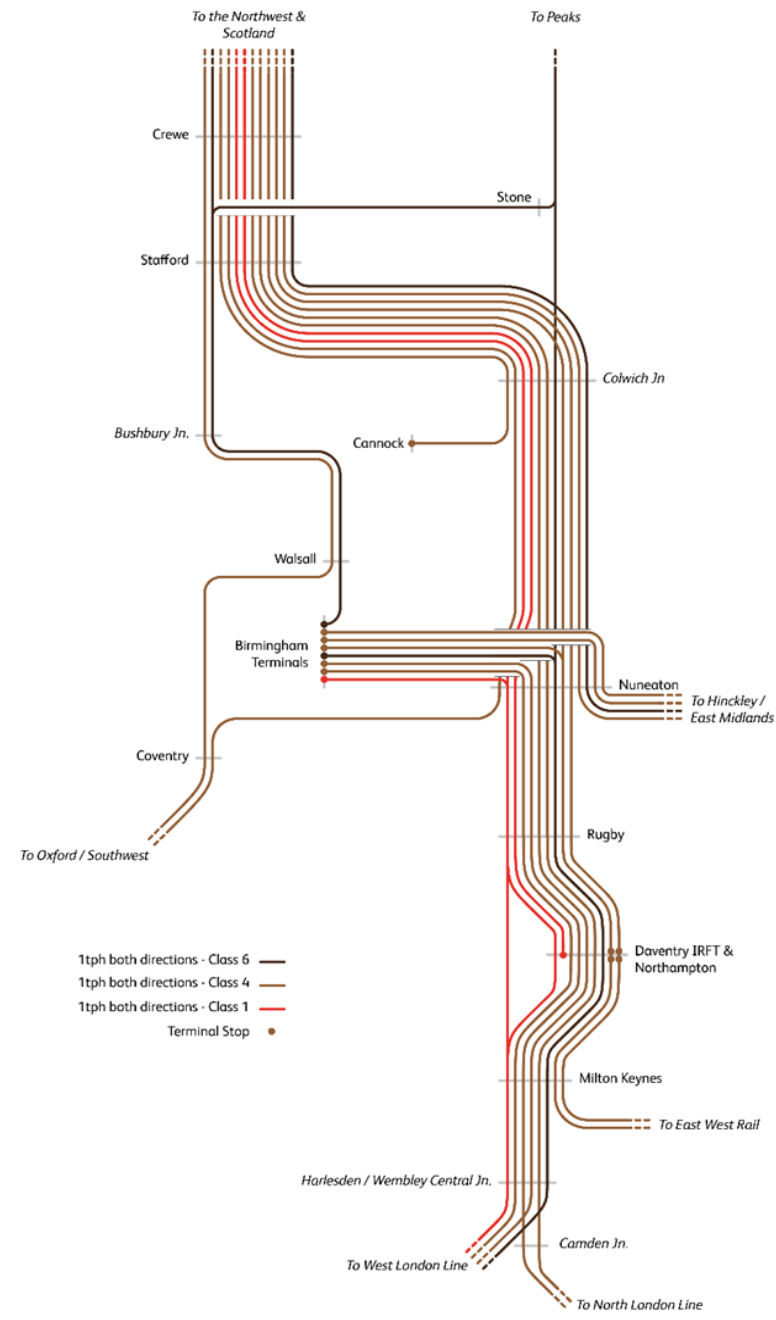 To the Northwest &
Scotland
To Peaks
Crewe
Stone
Stafford
Colwich Jn
Bushbury Jn.
Cannock
Walsall
Birmingham
Terminals
Nuneaton
To Hinckley /
East Midlands
Coventry
Rugby
To Oxford / Southwest
Daventry IRFT &
Northampton
1tph both directions - Class 6
1tph both directions - Class 4
1tph both directions - Class 1
Terminal Stop
Milton Keynes
To East West Rail
Harlesden / Wembley Central Jn.
Camden Jn.
To West London Line
To North London Line